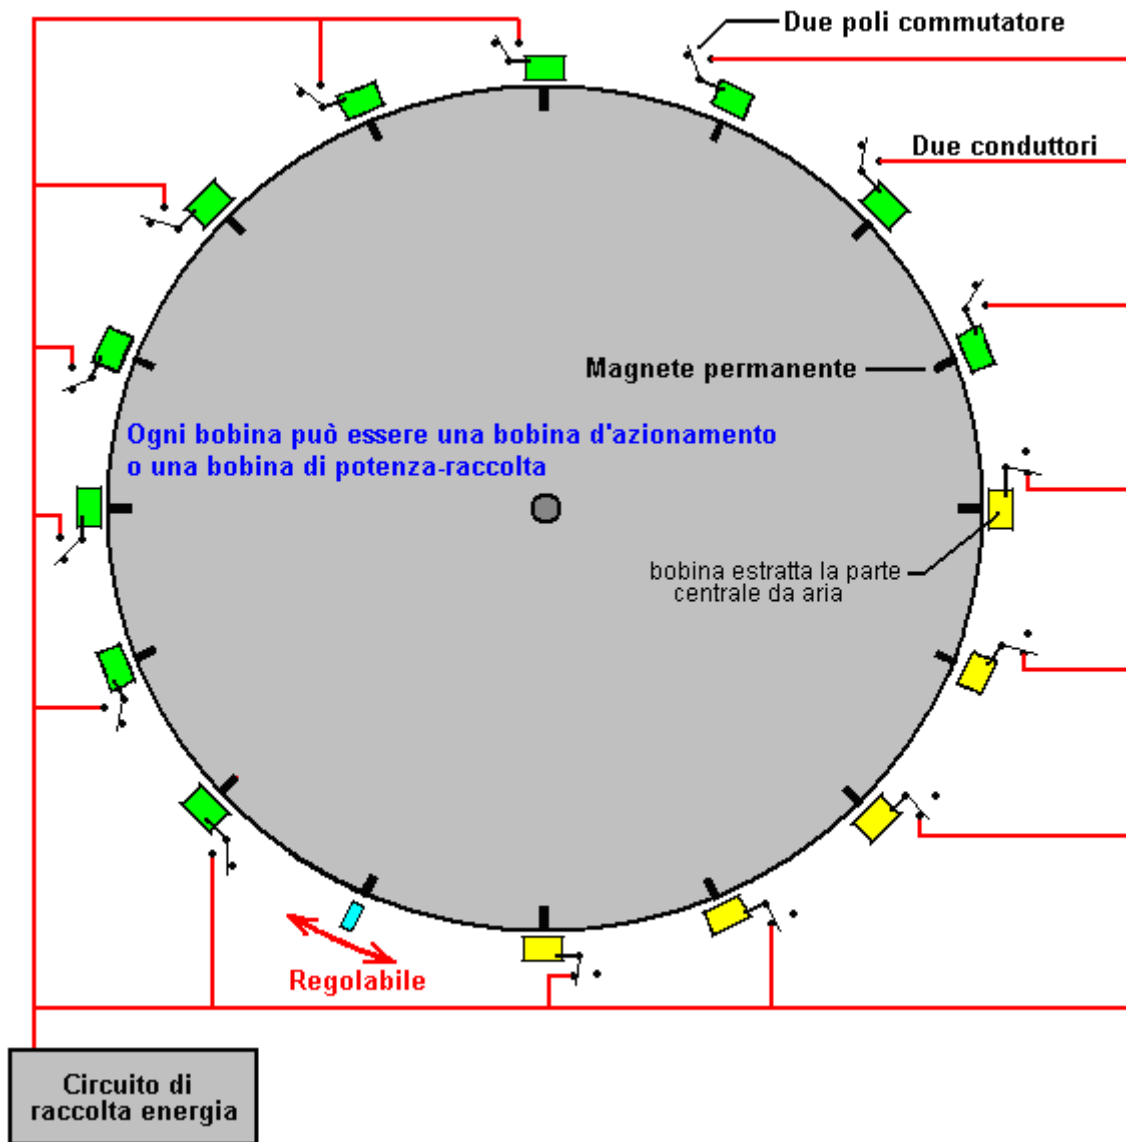 Due poli commutatore
Due conduttori
Magnete permanente
Ogni bobina può essere una bobina d'azionamento
o una bobina di potenza-raccolta
bobina estratta la parte
centrale da aria
Regolabile
Circuito di
raccolta energia